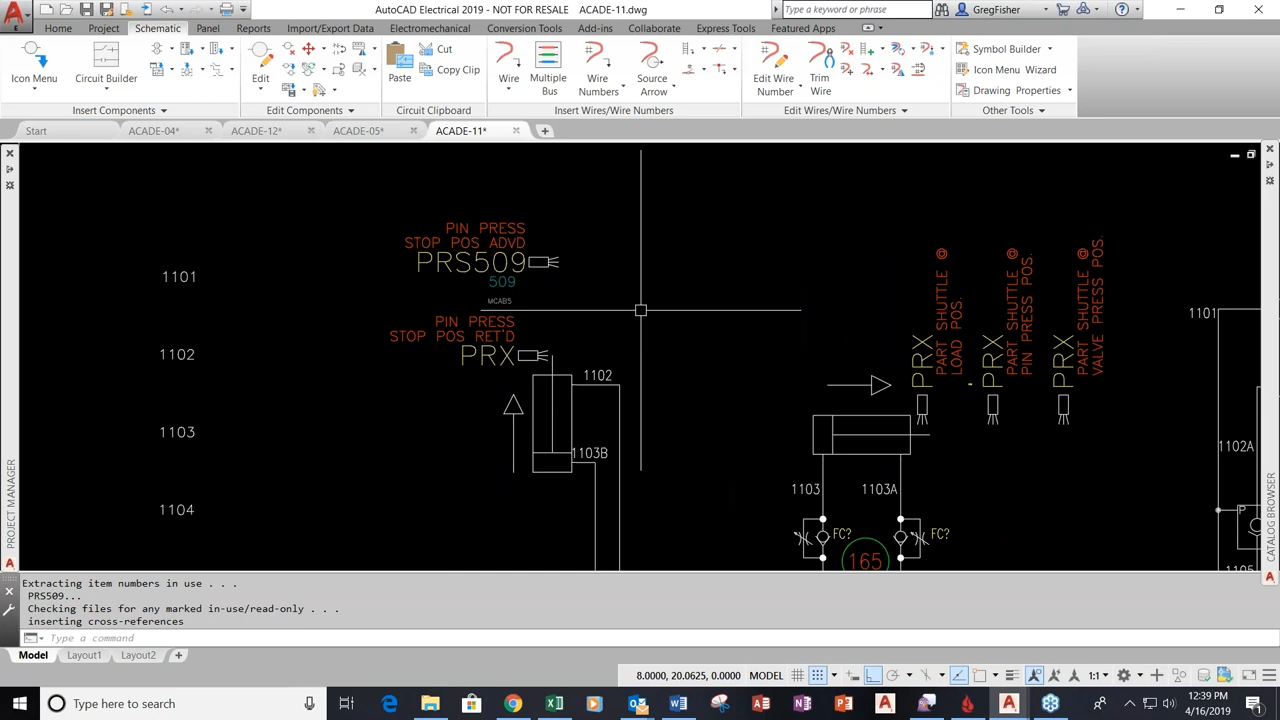 AutoCAD Electrical 2019 - NOT FOR RESALE ACADE-11.dwg
Type a keyword or phrase
GregFisher
Home
Project
Schematic
Panel
Reports
Import/Export Data
Electromechanical
Conversion Tools
Add-ins
Collaborate
Express Tools
Featured Apps
Icon Menu
Circuit Builder
Edit
Paste
Cut
Copy Clip
Wire
Multiple
Bus
Wire
Numbers
Source
Arrow
Edit Wire
Number
Trim
Wire
Symbol Builder
Icon Menu Wizard
Drawing Properties
Insert Components
Edit Components
Circuit Clipboard
Insert Wires/Wire Numbers
Edit Wires/Wire Numbers
Other Tools
Start
ACADE-04*
ACADE-12*
ACADE-05*
ACADE-11*
PIN PRESS
STOP POS ADVD
PRS509
509
MCAB5
PIN PRESS
STOP POS RET'D
PRX
1101
1102
1103
1104
1102
1103B
PRX
PART SHUTTLE @
LOAD POS.
PRX
PART SHUTTLE @
PIN PRESS POS.
PRX
PART SHUTTLE @
VALVE PRESS POS.
1103
1103A
FC?
FC?
165
1101
1102A
P
1105
PROJECT MANAGER
CATALOG BROWSER
Extracting item numbers in use . . .
PRS509...
Checking files for any marked in-use/read-only . . .
inserting cross-references
Type a command
Model
Layout1
Layout2
8.0000, 20.0625, 0.0000
MODEL
1:1
Type here to search
12:39 PM
4/16/2019